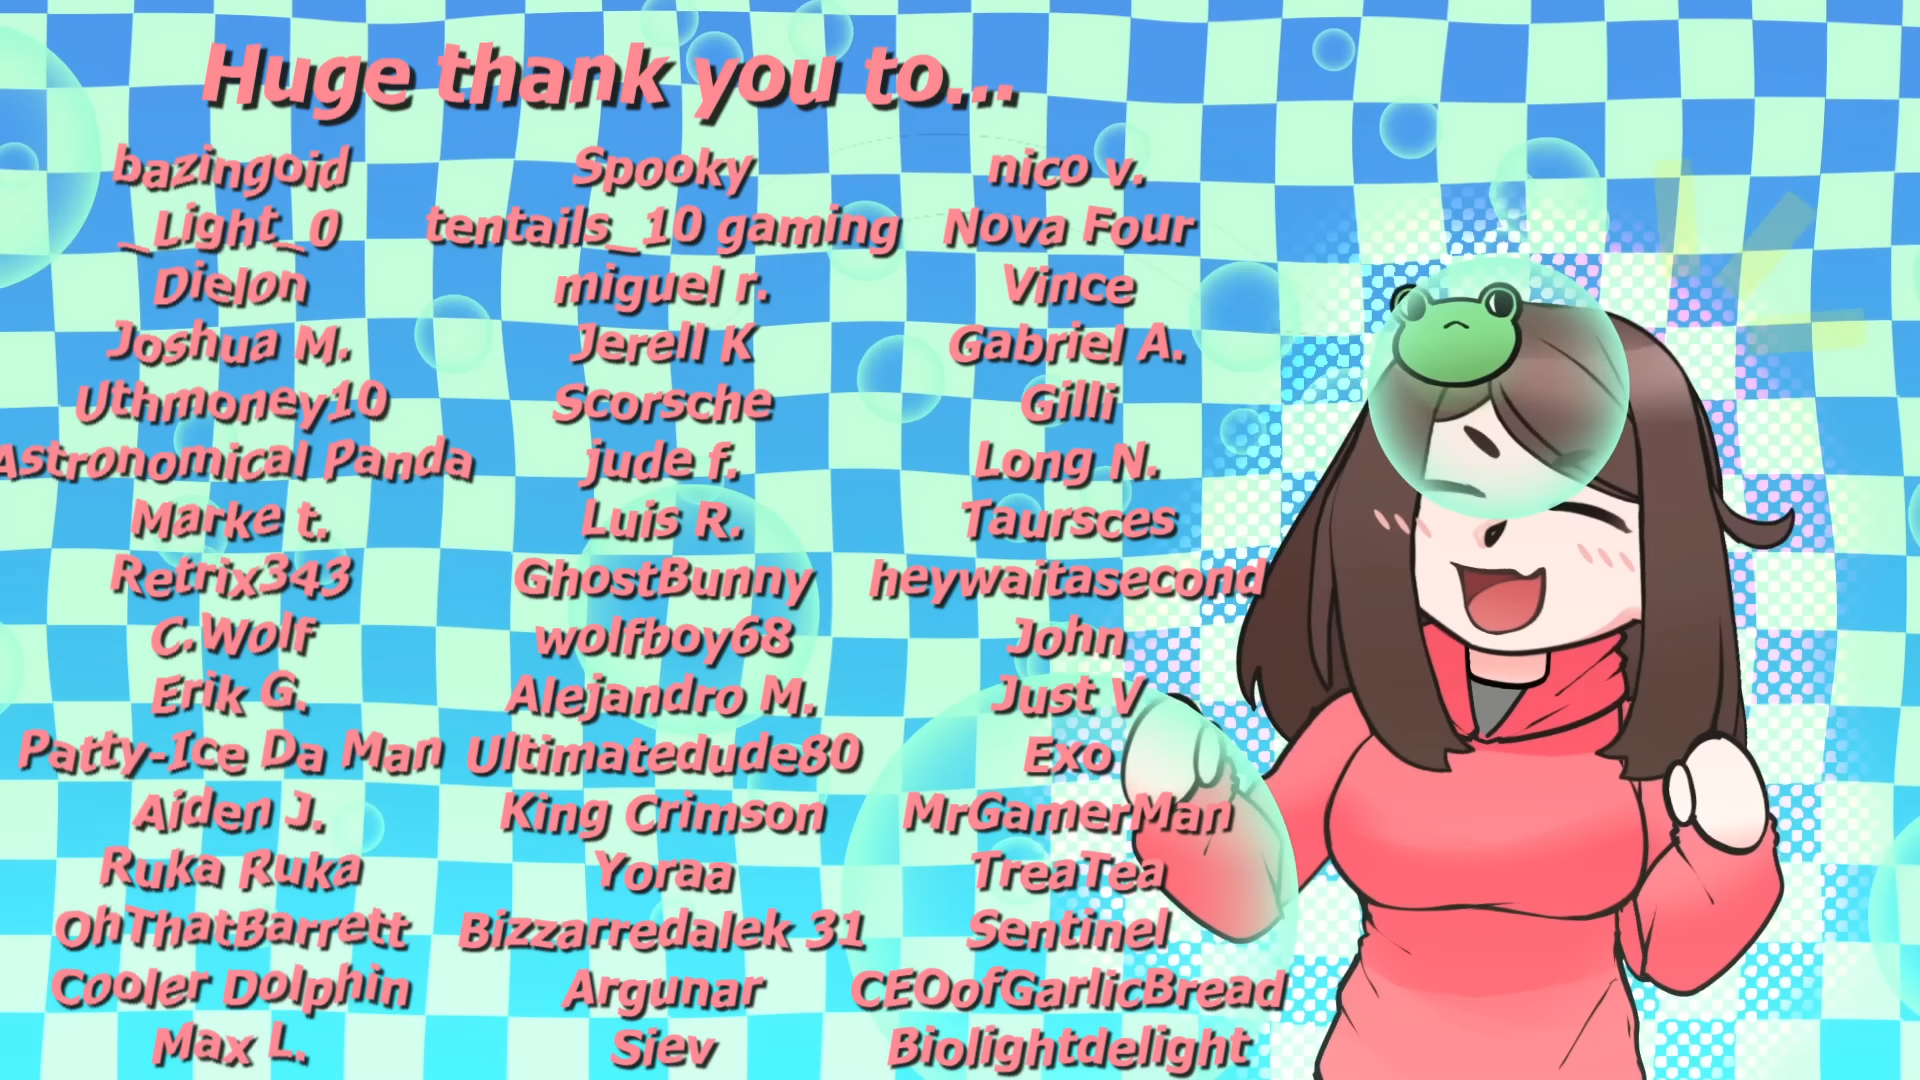 Huge thank you to...
bazingoid
_Light_0
Dielon
Joshua M.
Uthmoney10
Astronomical Panda
Marke t.
Retrix343
C.Wolf
Erik G.
Patty-Ice Da Man
Aiden J.
Ruka Ruka
OhThatBarrett
Cooler Dolphin
Max L.
Spooky
tentails_10 gaming
miguel r.
Jerell K
Scorsche
jude f.
Luis R.
GhostBunny
wolfboy68
Alejandro M.
Ultimatedude80
King Crimson
Yoraa
Bizzarredalek 31
Argunar
Siev
nico v.
Nova Four
Vince
Gabriel A.
Gilli
Long N.
Taursces
heywaitasecond
John
Just V
Exo
MrGamerMan
TreaTea
Sentinel
CEOofGarlicBread
Biolightdelight